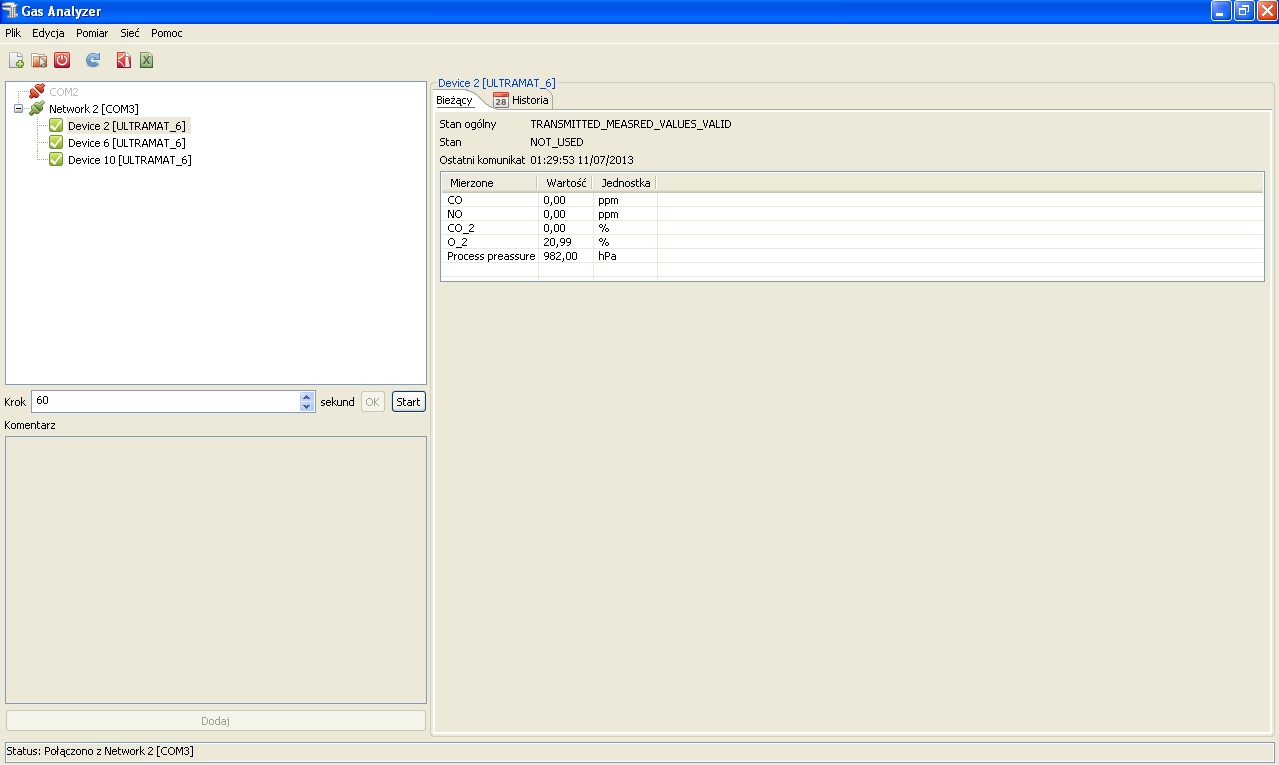 Gas Analyzer
Plik Edycja Pomiar Sieć Pomoc
COM2
Network 2 [COM3]
Device 2 [ULTRAMAT_6]
Device 6 [ULTRAMAT_6]
Device 10 [ULTRAMAT_6]
Krok 60 sekund OK Start
Komentarz
Dodaj
Device 2 [ULTRAMAT_6]
Bieżący 28 Historia
Stan ogólny TRANSMITTED_MEASRED_VALUES_VALID
Stan NOT_USED
Ostatni komunikat 01:29:53 11/07/2013
Mierzone Wartość Jednostka
CO 0,00 ppm
NO 0,00 ppm
CO_2 0,00 %
O_2 20,99 %
Process preassure 982,00 hPa
Status: Połączono z Network 2 [COM3]